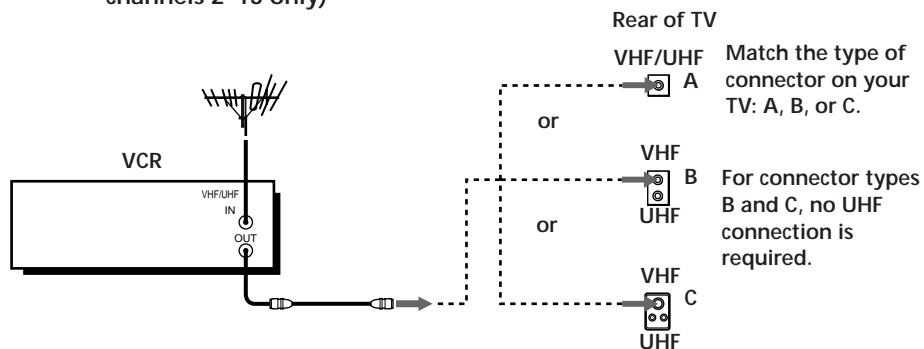 Rear of TV
VHF/UHF
A
Match the type of
connector on your
TV: A, B, or C.
or
VCR
VHF/UHF
IN
OUT
VHF
B
UHF
For connector types
B and C, no UHF
connection is
required.
or
VHF
C
UHF